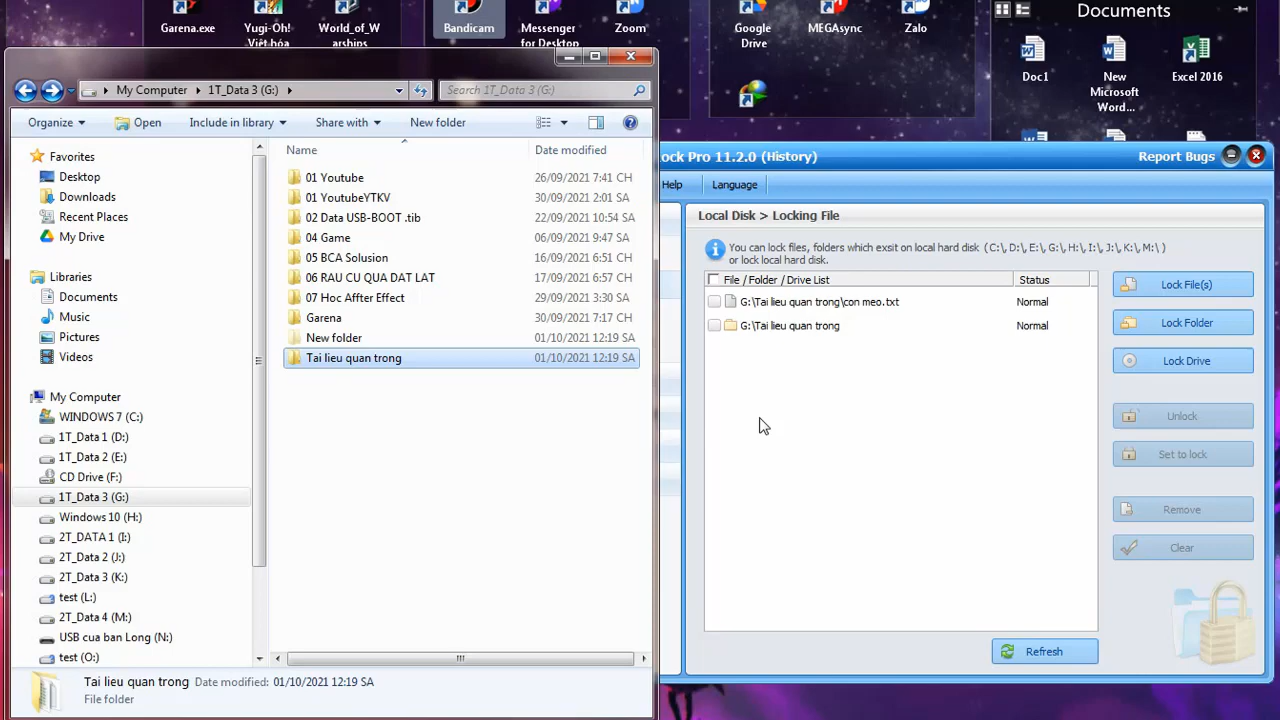 Garena.exe
Yugi-Oh!
Việt hóa
World_of_W
arships
Bandicam
Messenger
for Desktop
Zoom
Google
Drive
MEGAsync
Zalo
Documents
Doc1
New
Microsoft
Word...
Excel 2016
My Computer
1T_Data 3 (G:)
Search 1T_Data 3 (G:)
Organize
Open
Include in library
Share with
New folder
Favorites
Desktop
Downloads
Recent Places
My Drive
Libraries
Documents
Music
Pictures
Videos
My Computer
WINDOWS 7 (C:)
1T_Data 1 (D:)
1T_Data 2 (E:)
CD Drive (F:)
1T_Data 3 (G:)
Windows 10 (H:)
2T_DATA 1 (I:)
2T_Data 2 (J:)
2T_Data 3 (K:)
test (L:)
2T_Data 4 (M:)
USB cua ban Long (N:)
test (O:)
Name Date modified
01 Youtube 26/09/2021 7:41 CH
01 YoutubeYTKV 30/09/2021 2:01 SA
02 Data USB-BOOT .tib 22/09/2021 10:54 SA
04 Game 06/09/2021 9:47 SA
05 BCA Solusion 16/09/2021 6:51 CH
06 RAU CU QUA DAT LAT 17/09/2021 6:57 CH
07 Hoc Affter Effect 29/09/2021 3:30 SA
Garena 30/09/2021 7:17 CH
New folder 01/10/2021 12:19 SA
Tai lieu quan trong 01/10/2021 12:19 SA
Tai lieu quan trong Date modified: 01/10/2021 12:19 SA
File folder
ock Pro 11.2.0 (History)
Report Bugs
Help
Language
Local Disk > Locking File
You can lock files, folders which exsit on local hard disk (C:\, D:\, E:\, G:\, H:\, I:\, J:\, K:\, M:\ )
or lock local hard disk.
File / Folder / Drive List Status
G:\Tai lieu quan trong\con meo.txt Normal
G:\Tai lieu quan trong Normal
Lock File(s)
Lock Folder
Lock Drive
Unlock
Set to lock
Remove
Clear
Refresh